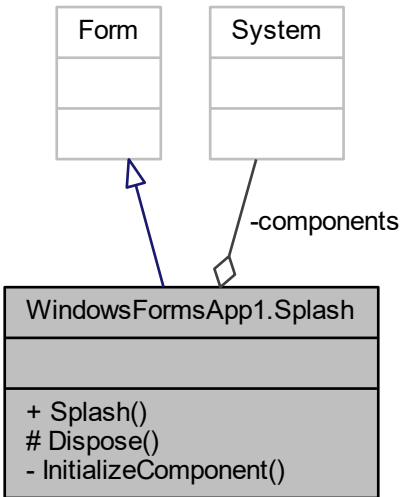 Form
System
-components
WindowsFormsApp1.Splash
+ Splash()
# Dispose()
- InitializeComponent()